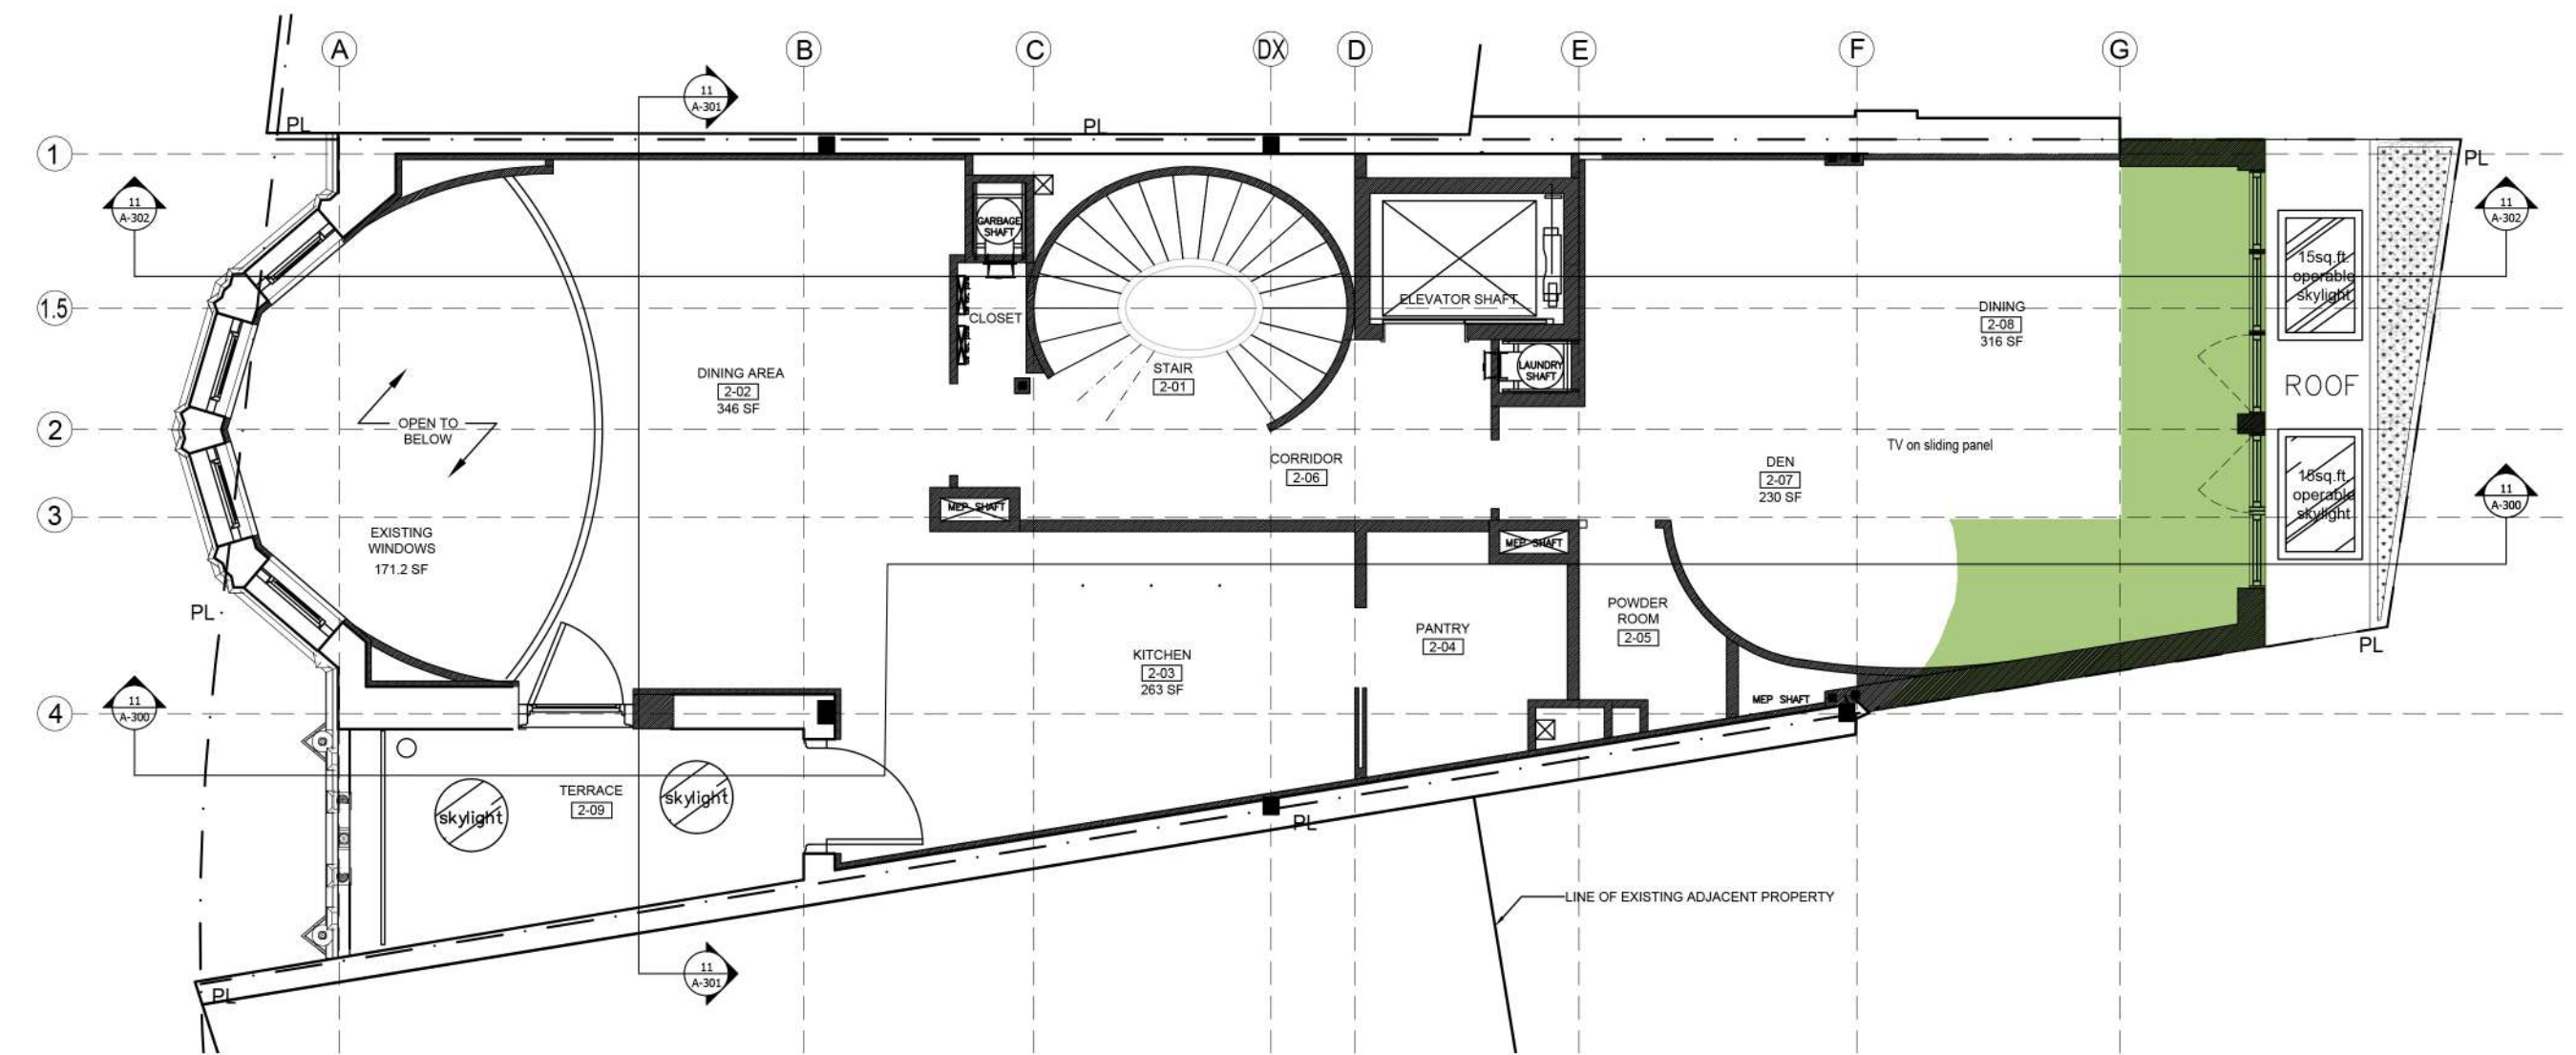 A
B
C
DX
D
E
F
G
11
A-301
PL
PL
1
PL
11
A-302
11
A-302
GARBAGE
SHAFT
15sq.ft.
operable
skylight
ELEVATOR SHAFT
1.5
CLOSET
DINING
2-08
316 SF
STAIR
2-01
LAUNDRY
SHAFT
DINING AREA
2-02
346 SF
ROOF
OPEN TO
BELOW
2
TV on sliding panel
CORRIDOR
2-06
DEN
2-07
230 SF
15sq.ft.
operable
skylight
11
A-300
MEP SHAFT
3
EXISTING
WINDOWS
171.2 SF
MEP SHAFT
PL
POWDER
ROOM
2-05
PANTRY
2-04
PL
KITCHEN
2-03
263 SF
MEP SHAFT
11
A-300
4
TERRACE
2-09
skylight
skylight
PL
LINE OF EXISTING ADJACENT PROPERTY
11
A-301
PL